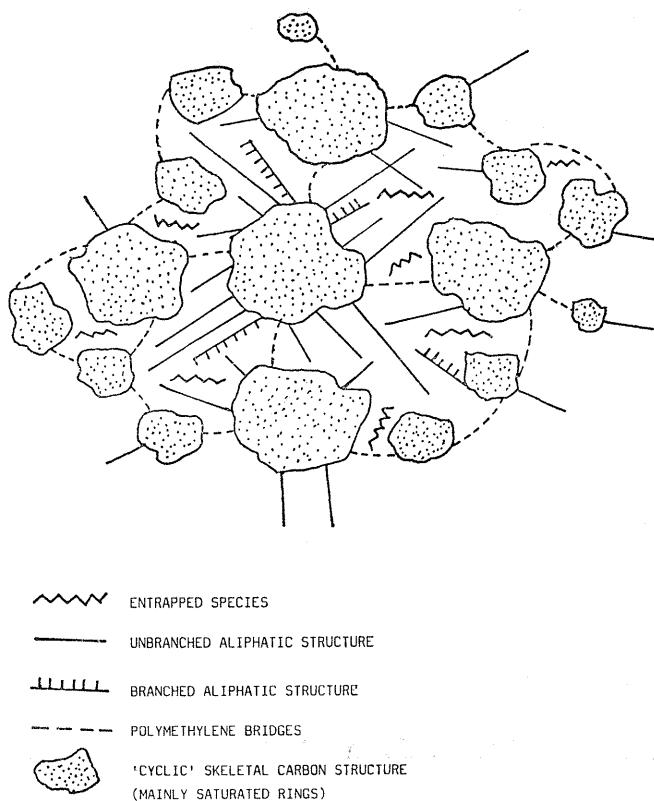 ENTRAPPED SPECIES
UNBRANCHED ALIPHATIC STRUCTURE
BRANCHED ALIPHATIC STRUCTURE
POLYMETHYLENE BRIDGES
'CYCLIC' SKELETAL CARBON STRUCTURE
(MAINLY SATURATED RINGS)